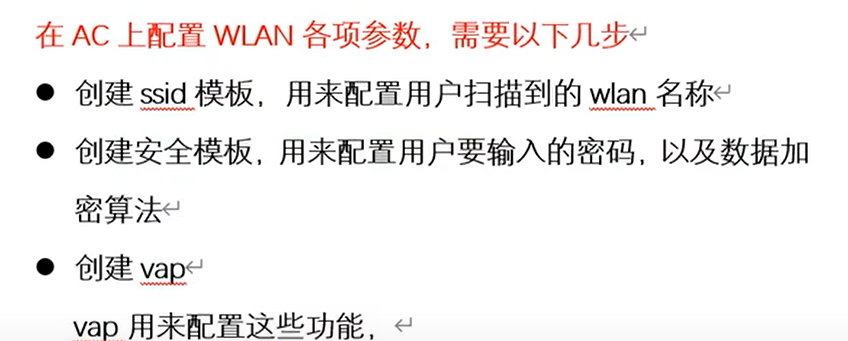 在 AC 上配置 WLAN 各项参数，需要以下几步↵
● 创建 ssid 模板，用来配置用户扫描到的 wlan 名称↵
● 创建安全模板，用来配置用户要输入的密码，以及数据加
密算法↵
● 创建 vap↵
vap 用来配置这些功能，↵